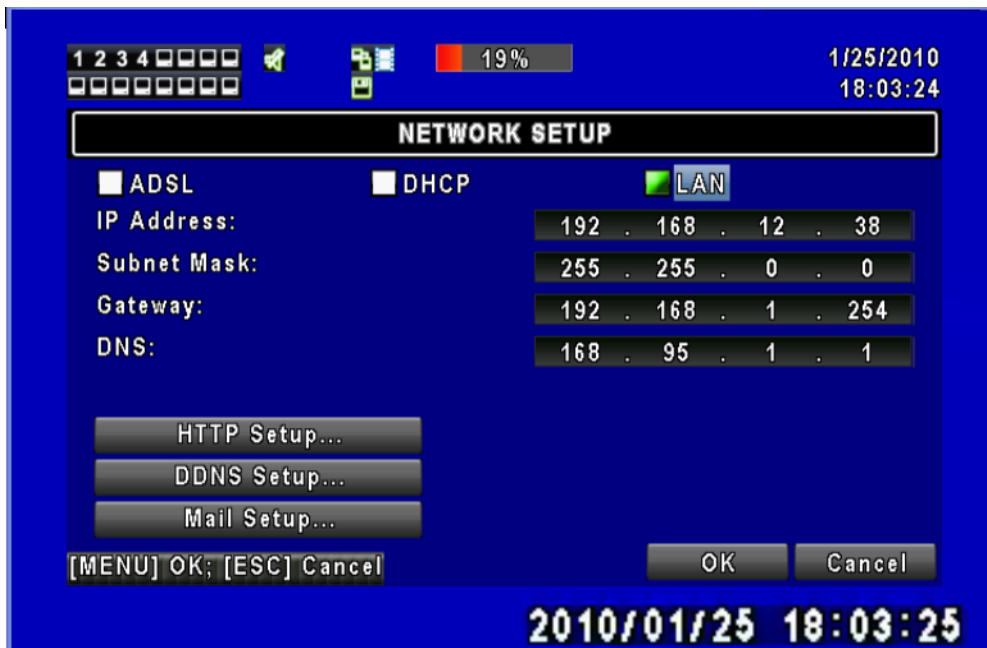 1 2 3 4
19%
1/25/2010
18:03:24
NETWORK SETUP
ADSL DHCP LAN
IP Address: 192 . 168 . 12 . 38
Subnet Mask: 255 . 255 . 0 . 0
Gateway: 192 . 168 . 1 . 254
DNS: 168 . 95 . 1 . 1
HTTP Setup...
DDNS Setup...
Mail Setup...
[MENU] OK; [ESC] Cancel OK Cancel
2010/01/25 18:03:25